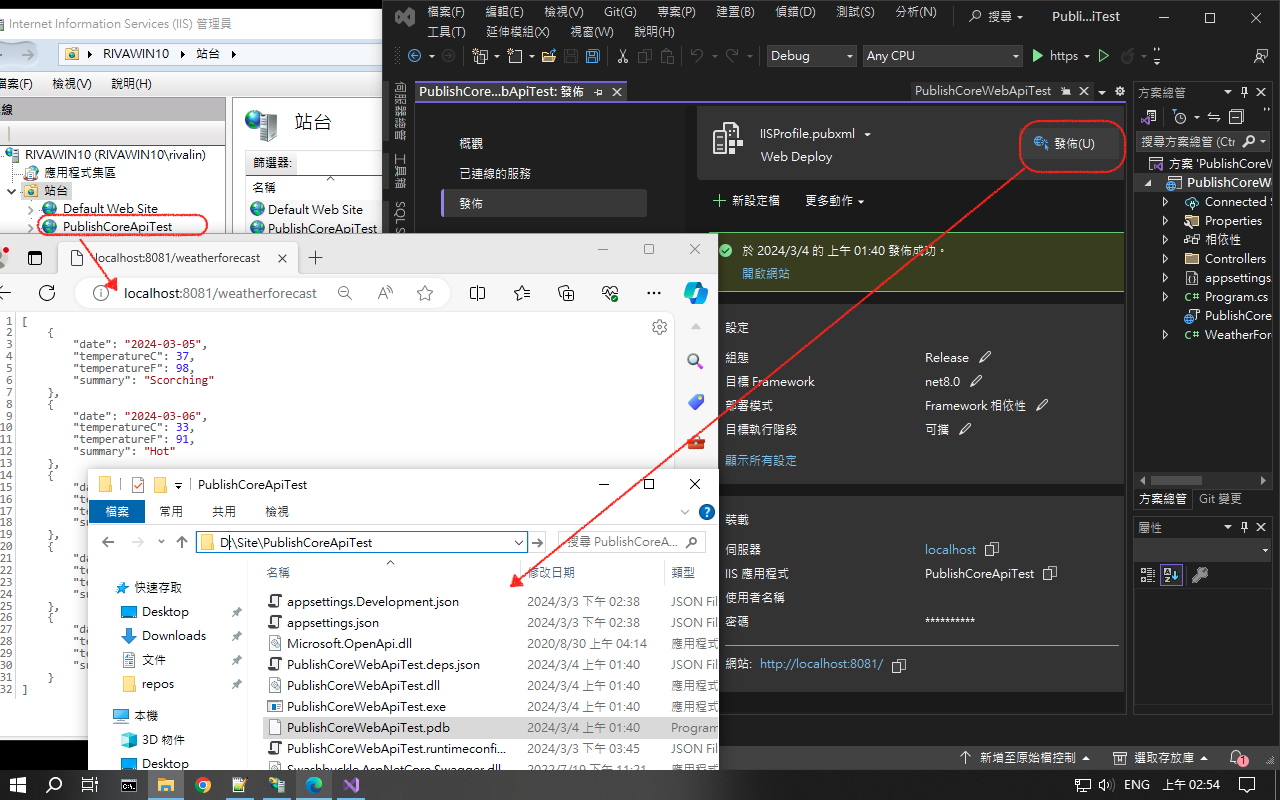 Internet Information Services (IIS) 管理員
RIVAWIN10
站台
檢視(V)
說明(H)
RIVAWIN10 (RIVAWIN10\rivalin)
應用程式集區
站台
Default Web Site
PublishCoreApiTest
站台
篩選器:
名稱
Default Web Site
PublishCoreApiTest
檔案(F)
編輯(E)
檢視(V)
Git(G)
專案(P)
建置(B)
偵錯(D)
測試(S)
分析(N)
搜尋
Publi...iTest
工具(T)
延伸模組(X)
視窗(W)
說明(H)
Debug
Any CPU
https
伺服器總管
工具箱
PublishCore...bApiTest: 發佈
PublishCoreWebApiTest
概觀
已連線的服務
發佈
IISProfile.pubxml
Web Deploy
發佈(U)
新設定檔
更多動作
於 2024/3/4 的 上午 01:40 發佈成功。
開啟網站
設定
組態
Release
目標 Framework
net8.0
部署模式
Framework 相依性
目標執行階段
可攜
顯示所有設定
裝載
伺服器
localhost
IIS 應用程式
PublishCoreApiTest
使用者名稱
密碼
**********
網站:
http://localhost:8081/
方案總管
搜尋方案總管 (Ctr
方案 'PublishCoreW
PublishCoreW
Connected S
Properties
相依性
Controllers
appsettings
Program.cs
PublishCore
WeatherFor
方案總管
Git 變更
屬性
新增至原始檔控制
選取存放庫
1
localhost:8081/weatherforecast
localhost:8081/weatherforecast
1 [
2 {
3 "date": "2024-03-05",
4 "temperatureC": 37,
5 "temperatureF": 98,
6 "summary": "Scorching"
7 },
8 {
9 "date": "2024-03-06",
10 "temperatureC": 33,
11 "temperatureF": 91,
12 "summary": "Hot"
13 },
14 {
15 "da
16 "te
17 "te
18 "su
19 },
20 {
21 "da
22 "te
23 "te
24 "su
25 },
26 {
27 "da
28 "te
29 "te
30 "su
31 }
32 ]
PublishCoreApiTest
檔案
常用
共用
檢視
D:\Site\PublishCoreApiTest
搜尋 PublishCoreA...
快速存取
Desktop
Downloads
文件
repos
本機
3D 物件
Desktop
名稱
修改日期
類型
appsettings.Development.json
2024/3/3 下午 02:38
JSON Fil
appsettings.json
2024/3/3 下午 02:38
JSON Fil
Microsoft.OpenApi.dll
2020/8/30 上午 04:14
應用程式
PublishCoreWebApiTest.deps.json
2024/3/4 上午 01:40
JSON Fil
PublishCoreWebApiTest.dll
2024/3/4 上午 01:40
應用程式
PublishCoreWebApiTest.exe
2024/3/4 上午 01:40
應用程式
PublishCoreWebApiTest.pdb
2024/3/4 上午 01:40
Program
PublishCoreWebApiTest.runtimeconfi...
2024/3/3 下午 03:45
JSON Fil
Swashbuckle.AspNetCore.Swagger.dll
2022/7/19 下午 11:21
應用程式
ENG
上午 02:54